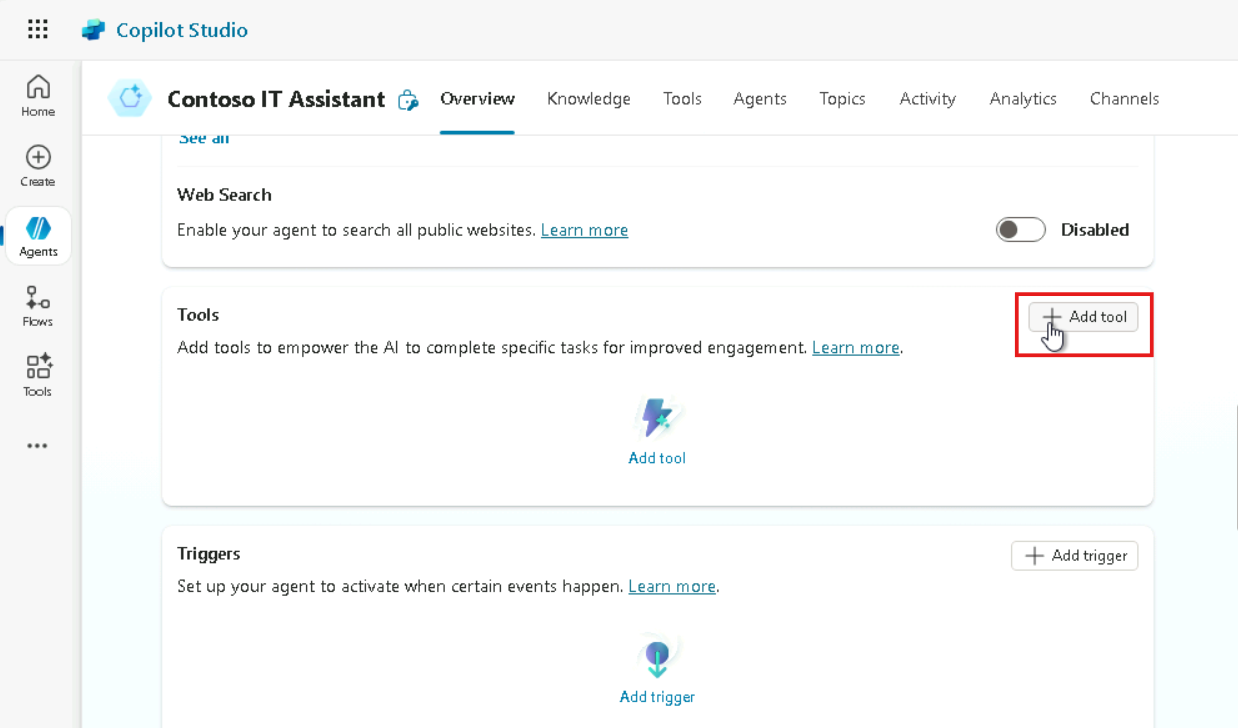 Copilot Studio
Home
Create
Agents
Flows
Tools
Contoso IT Assistant
Overview
Knowledge
Tools
Agents
Topics
Activity
Analytics
Channels
See all
Web Search
Enable your agent to search all public websites. Learn more
Disabled
Tools
Add tool
Add tools to empower the AI to complete specific tasks for improved engagement. Learn more.
Add tool
Triggers
Add trigger
Set up your agent to activate when certain events happen. Learn more.
Add trigger